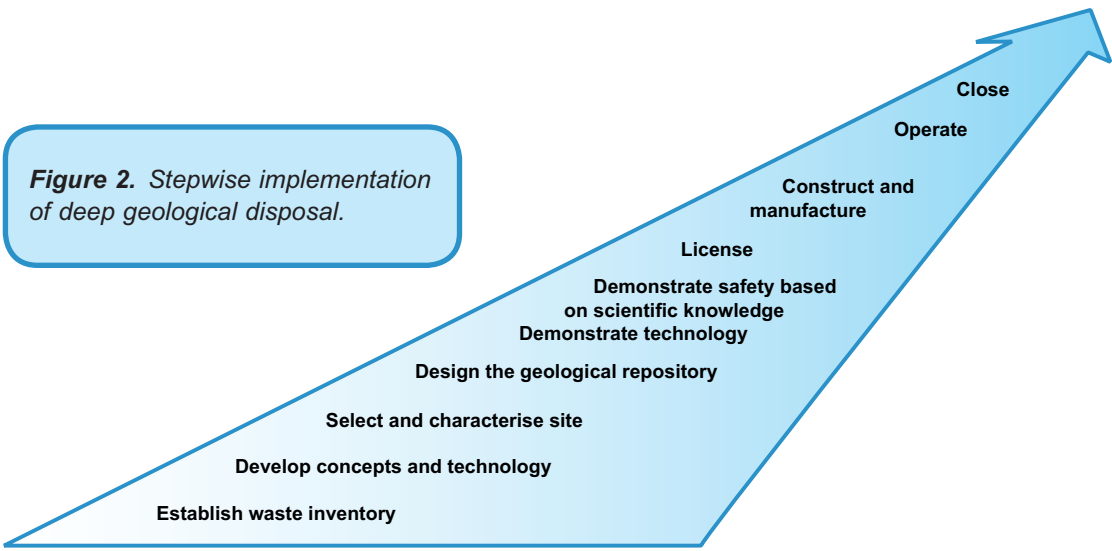 Close
Operate
Figure 2. Stepwise implementation
of deep geological disposal.
Construct and
manufacture
License
Demonstrate safety based
on scientific knowledge
Demonstrate technology
Design the geological repository
Select and characterise site
Develop concepts and technology
Establish waste inventory